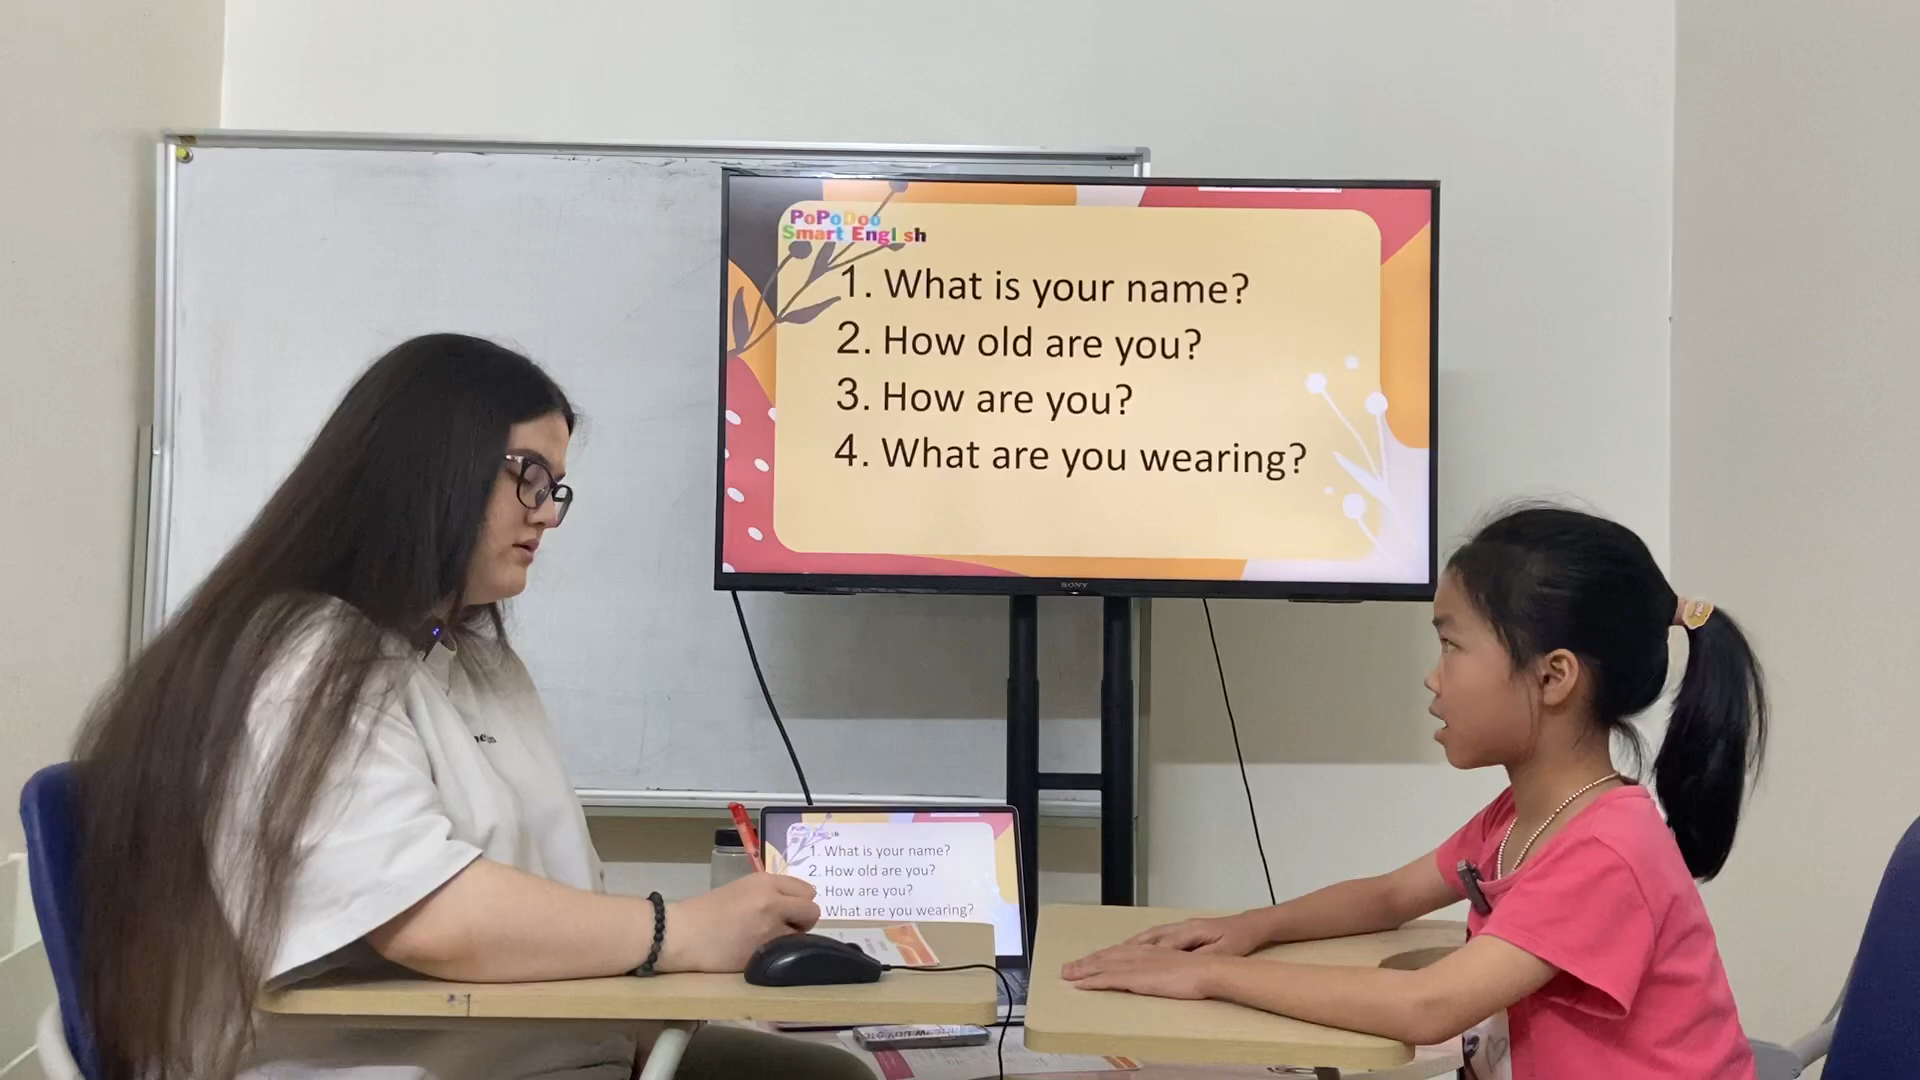 PoPoDoo
Smart English
1. What is your name?
2. How old are you?
3. How are you?
4. What are you wearing?
SONY
1. What is your name?
2. How old are you?
3. How are you?
What are you wearing?